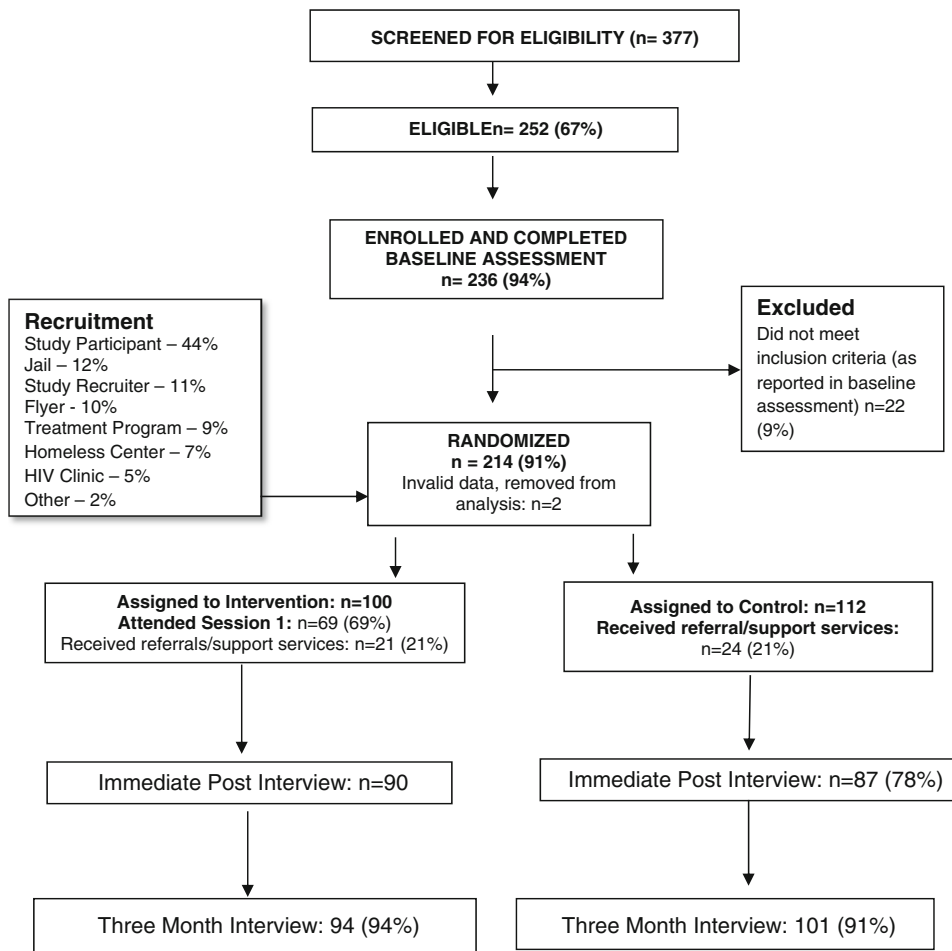 SCREENED FOR ELIGIBILITY (n= 377)
ELIGIBLEn= 252 (67%)
ENROLLED AND COMPLETED
BASELINE ASSESSMENT
n= 236 (94%)
Recruitment
Study Participant – 44%
Jail – 12%
Study Recruiter – 11%
Flyer - 10%
Treatment Program – 9%
Homeless Center – 7%
HIV Clinic – 5%
Other – 2%
Excluded
Did not meet
inclusion criteria (as
reported in baseline
assessment) n=22
(9%)
RANDOMIZED
n = 214 (91%)
Invalid data, removed from
analysis: n=2
Assigned to Intervention: n=100
Attended Session 1: n=69 (69%)
Received referrals/support services: n=21 (21%)
Assigned to Control: n=112
Received referral/support services:
n=24 (21%)
Immediate Post Interview: n=90
Immediate Post Interview: n=87 (78%)
Three Month Interview: 94 (94%)
Three Month Interview: 101 (91%)